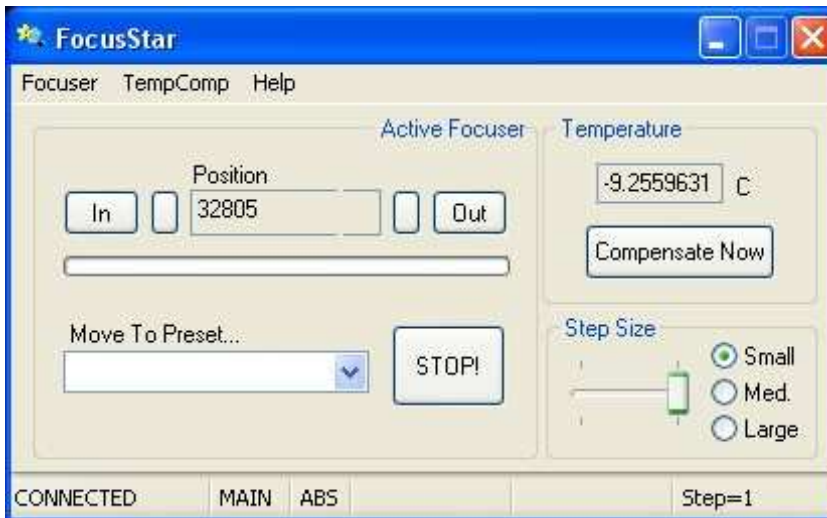 FocusStar
Focuser TempComp Help
Active Focuser
Position
In
32805
Out
Move To Preset...
STOP!
Temperature
-9.2559631 C
Compensate Now
Step Size
Small
Med.
Large
CONNECTED MAIN ABS Step=1